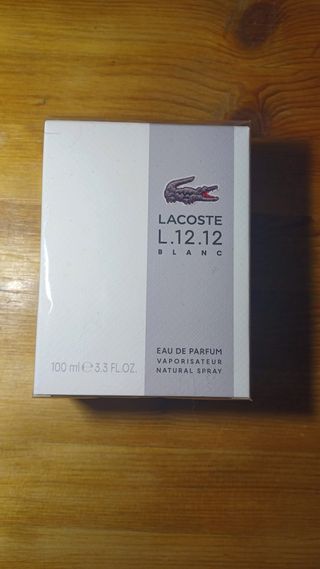 LACOSTE
L.12.12
BLANC
EAU DE PARFUM
VAPORISATEUR
NATURAL SPRAY
100 ml ℮ 3.3 FL.OZ.